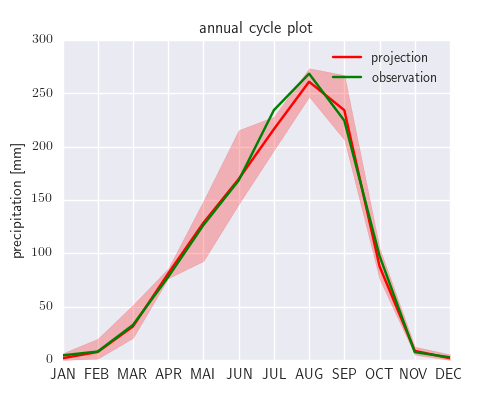 annual cycle plot
300
250
200
150
100
50
0
precipitation [mm]
projection
observation
JAN FEB MAR APR MAI JUN JUL AUG SEP OCT NOV DEC